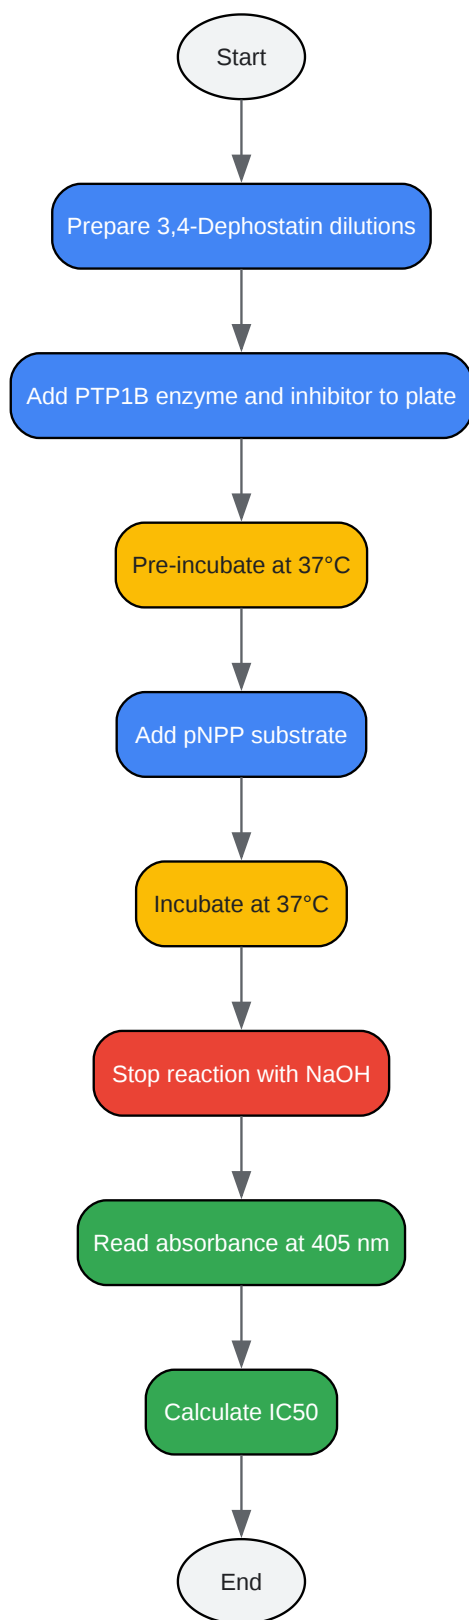 Start
Prepare 3,4-Dephostatin dilutions
Add PTP1B enzyme and inhibitor to plate
Pre-incubate at 37°C
Add pNPP substrate
Incubate at 37°C
Stop reaction with NaOH
Read absorbance at 405 nm
Calculate IC50
End